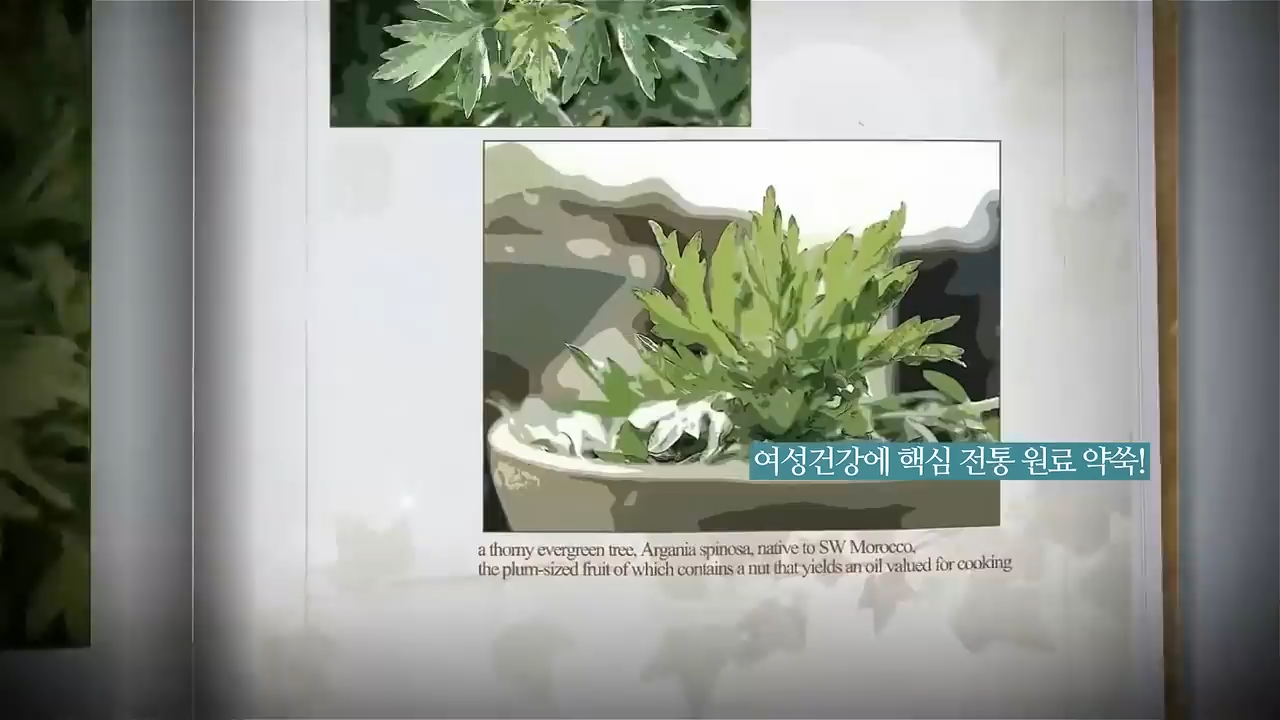 여성건강에 핵심 전통 원료 약쑥!
a thorny evergreen tree, Argania spinosa, native to SW Morocco,
the plum-sized fruit of which contains a nut that yields an oil valued for cooking